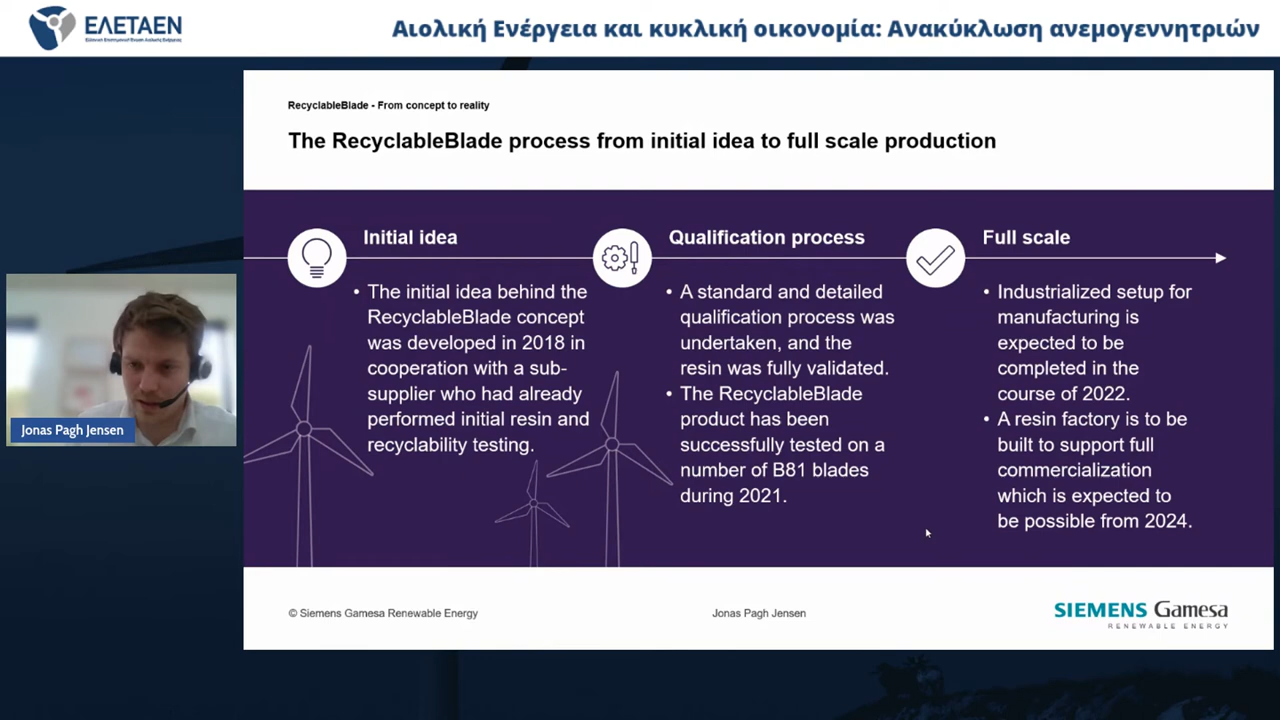 ΕΛΕΤΑΕΝ
Ελληνική Επιστημονική Ένωση Αιολικής Ενέργειας
Αιολική Ενέργεια και κυκλική οικονομία: Ανακύκλωση ανεμογεννητριών
RecyclableBlade - From concept to reality
The RecyclableBlade process from initial idea to full scale production
Initial idea
• The initial idea behind the
RecyclableBlade concept
was developed in 2018 in
cooperation with a sub-
supplier who had already
performed initial resin and
recyclability testing.
Qualification process
• A standard and detailed
qualification process was
undertaken, and the
resin was fully validated.
• The RecyclableBlade
product has been
successfully tested on a
number of B81 blades
during 2021.
Full scale
• Industrialized setup for
manufacturing is
expected to be
completed in the
course of 2022.
• A resin factory is to be
built to support full
commercialization
which is expected to
be possible from 2024.
Jonas Pagh Jensen
© Siemens Gamesa Renewable Energy
Jonas Pagh Jensen
SIEMENS Gamesa
RENEWABLE ENERGY